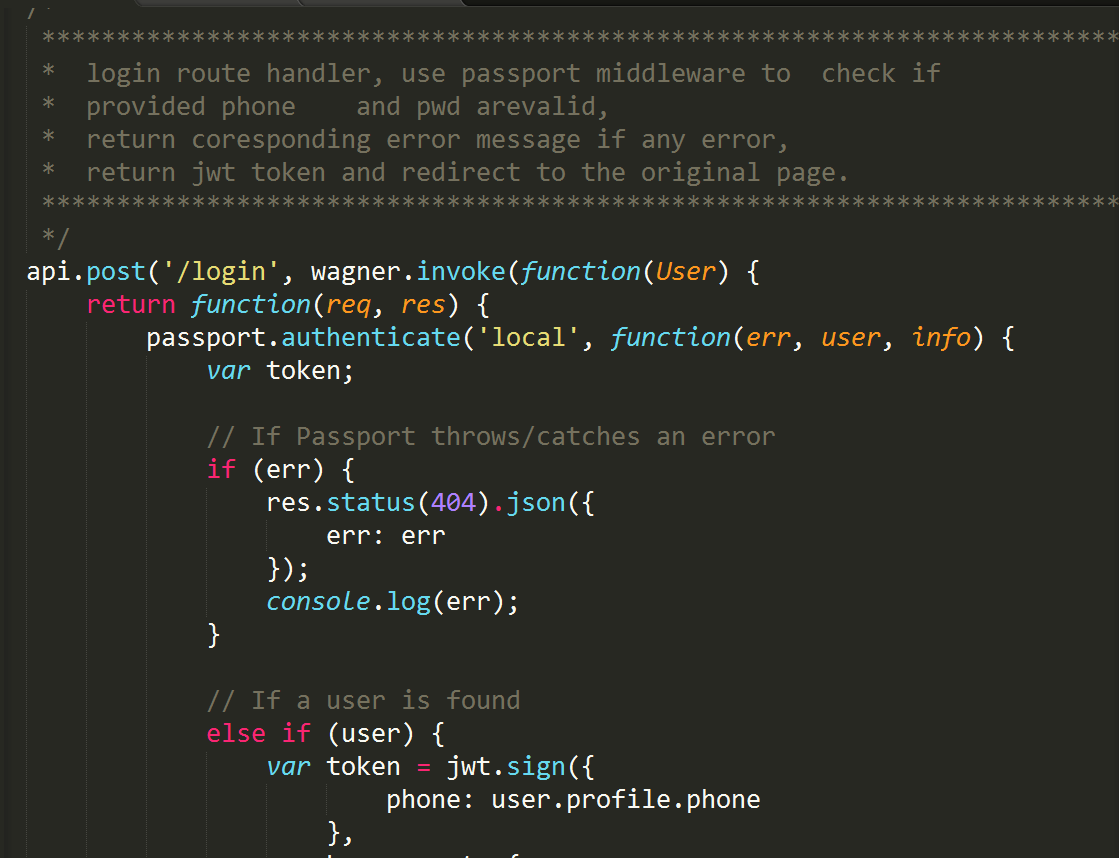 /*
*************************************************************************
*  login route handler, use passport middleware to  check if
*  provided phone    and pwd arevalid,
*  return coresponding error message if any error,
*  return jwt token and redirect to the original page.
*************************************************************************
*/
api.post('/login', wagner.invoke(function(User) {
return function(req, res) {
passport.authenticate('local', function(err, user, info) {
var token;
// If Passport throws/catches an error
if (err) {
res.status(404).json({
err: err
});
console.log(err);
}
// If a user is found
else if (user) {
var token = jwt.sign({
phone: user.profile.phone
},